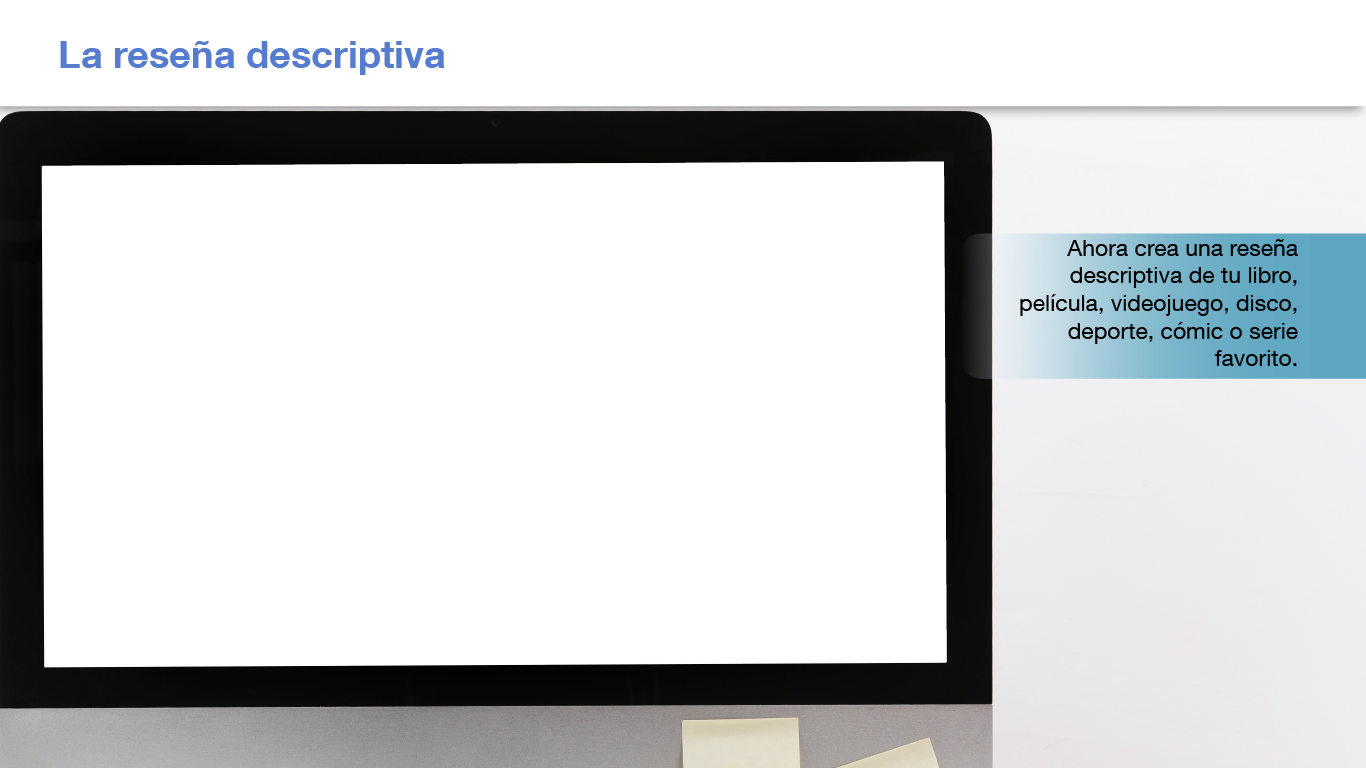 La reseña descriptiva
Ahora crea una reseña
descriptiva de tu libro,
película, videojuego, disco,
deporte, cómic o serie
favorito.